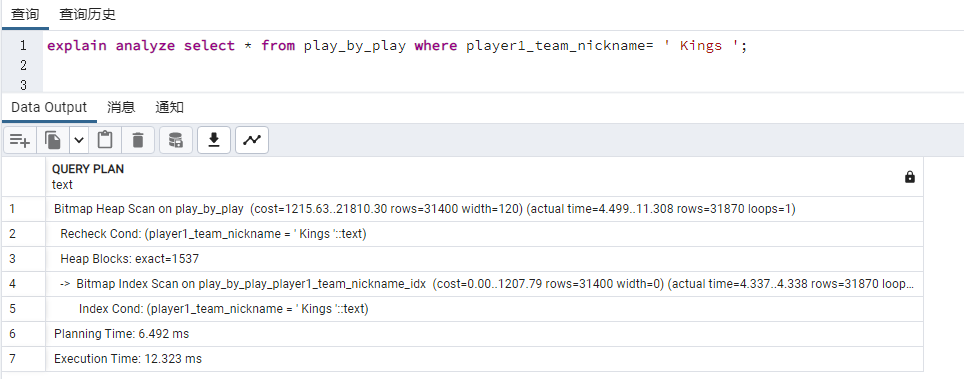 查询 查询历史
1 explain analyze select * from play_by_play where player1_team_nickname= ' Kings ';
2
3
Data Output 消息 通知
QUERY PLAN
text
1 Bitmap Heap Scan on play_by_play (cost=1215.63..21810.30 rows=31400 width=120) (actual time=4.499..11.308 rows=31870 loops=1)
2 Recheck Cond: (player1_team_nickname = ' Kings '::text)
3 Heap Blocks: exact=1537
4 -> Bitmap Index Scan on play_by_play_player1_team_nickname_idx (cost=0.00..1207.79 rows=31400 width=0) (actual time=4.337..4.338 rows=31870 loop...
5 Index Cond: (player1_team_nickname = ' Kings '::text)
6 Planning Time: 6.492 ms
7 Execution Time: 12.323 ms